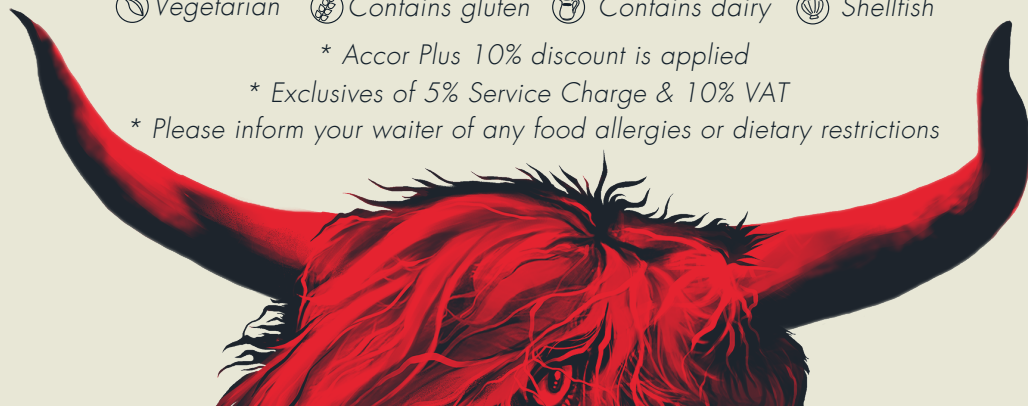 Vegetarian Contains gluten Contains dairy Shellfish
* Accor Plus 10% discount is applied
* Exclusives of 5% Service Charge & 10% VAT
* Please inform your waiter of any food allergies or dietary restrictions